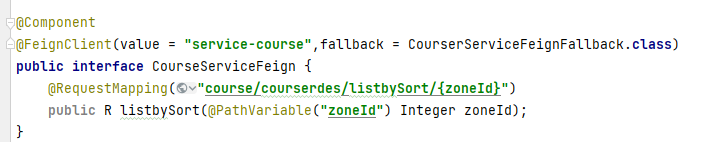 @Component
@FeignClient(value = "service-course",fallback = CourserServiceFeignFallback.class)
public interface CourseServiceFeign {
@RequestMapping("course/courserdes/listbySort/{zoneId}")
public R listbySort(@PathVariable("zoneId") Integer zoneId);
}